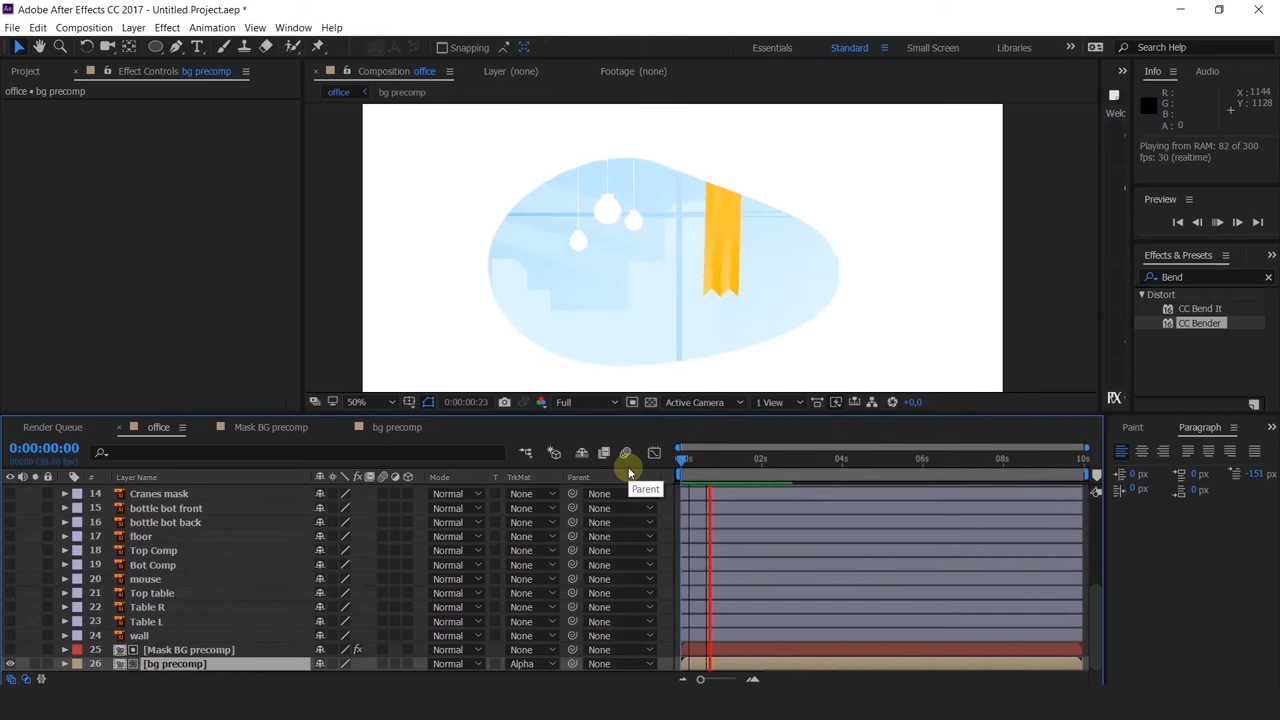 Adobe After Effects CC 2017 - Untitled Project.aep *
File Edit Composition Layer Effect Animation View Window Help
Snapping Essentials Standard Small Screen Libraries Search Help
Project Effect Controls bg precomp Composition office Layer (none) Footage (none) Info Audio
office • bg precomp
office bg precomp
R: X: 1144
G: Y: 1128
B:
A: 0
Welc
Playing from RAM: 82 of 300
fps: 30 (realtime)
Preview
Effects & Presets
Bend
Distort
CC Bend It
CC Bender
50% 0:00:00:23 Full Active Camera 1 View +0,0
Render Queue office Mask BG precomp bg precomp Paint Paragraph
0:00:00:00
00000 (30.00 fps)
0 px 0 px -151 px
0 px 0 px
02s 04s 06s 08s 10s
# Layer Name fx Mode T TrkMat Parent
Parent
14 Cranes mask Normal None None
15 bottle bot front Normal None None
16 bottle bot back Normal None None
17 floor Normal None None
18 Top Comp Normal None None
19 Bot Comp Normal None None
20 mouse Normal None None
21 Top table Normal None None
22 Table R Normal None None
23 Table L Normal None None
24 wall Normal None None
25 [Mask BG precomp] fx Normal None None
26 [bg precomp] Normal Alpha None